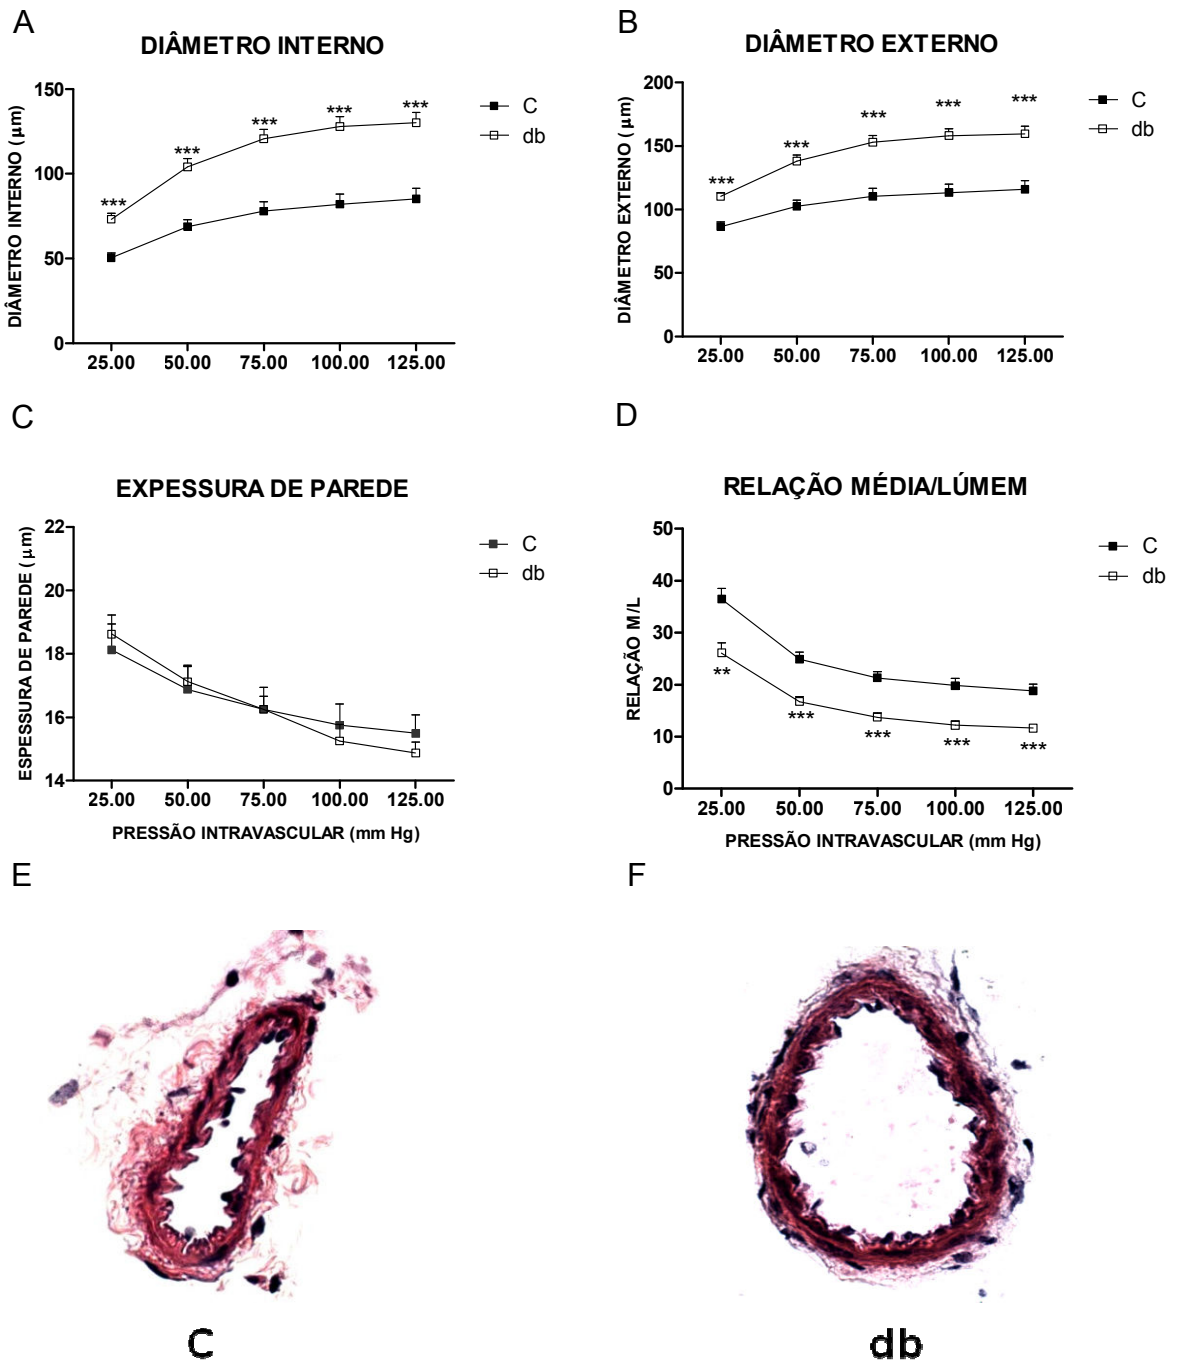 A
DIÂMETRO INTERNO
DIÂMETRO INTERNO (μm)
150
100
50
0
25.00 50.00 75.00 100.00 125.00
*** *** *** *** ***
C
db
B
DIÂMETRO EXTERNO
DIÂMETRO EXTERNO ( μm)
200
150
100
50
0
25.00 50.00 75.00 100.00 125.00
*** *** *** *** ***
C
db
C
EXPESSURA DE PAREDE
ESPESSURA DE PAREDE (μm)
22
20
18
16
14
25.00 50.00 75.00 100.00 125.00
PRESSÃO INTRAVASCULAR (mm Hg)
C
db
D
RELAÇÃO MÉDIA/LÚMEM
RELAÇÃO M/L
50
40
30
20
10
0
25.00 50.00 75.00 100.00 125.00
** *** *** *** ***
PRESSÃO INTRAVASCULAR (mm Hg)
C
db
E
F
C
db